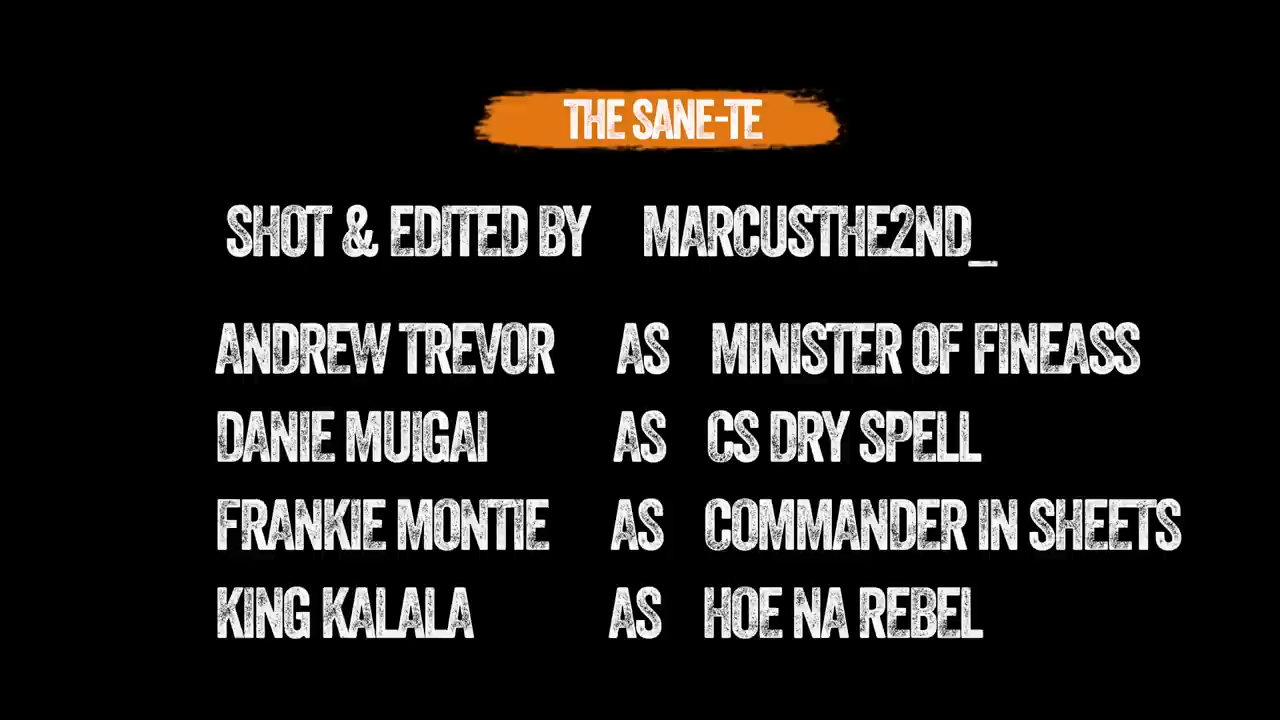 THE SANE-TE
SHOT & EDITED BY MARCUSTHE2ND_
ANDREW TREVOR AS MINISTER OF FINEASS
DANIE MUIGAI AS CS DRY SPELL
FRANKIE MONTIE AS COMMANDER IN SHEETS
KING KALALA AS HOE NA REBEL